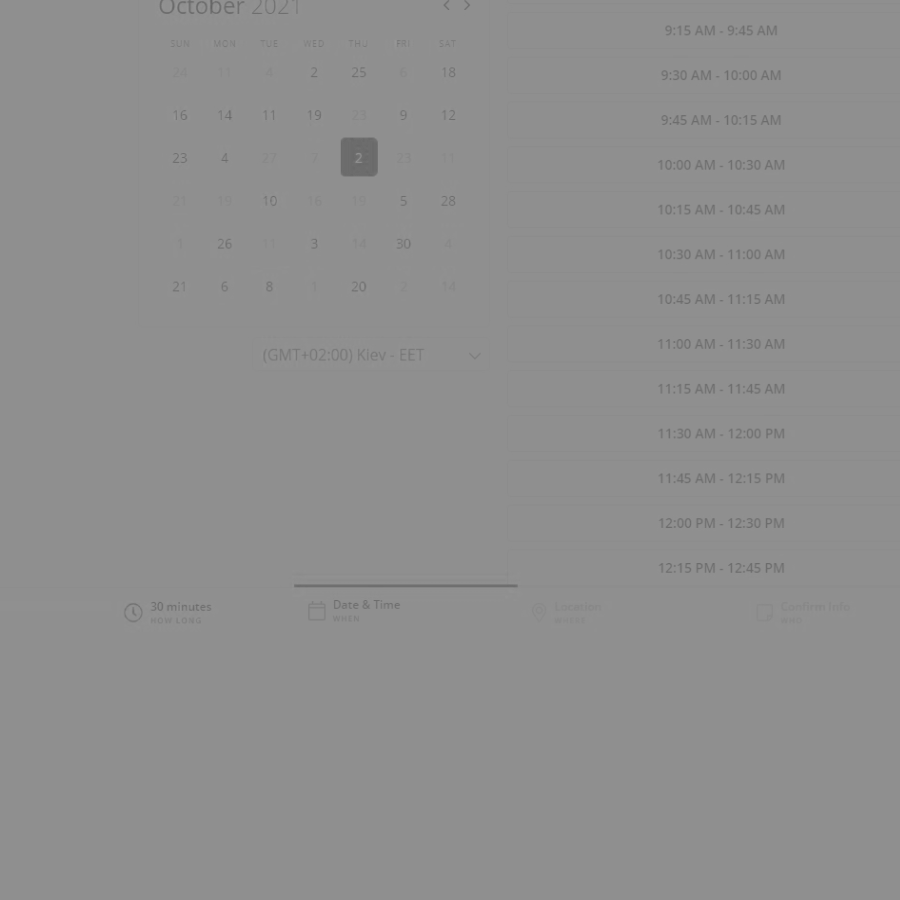 October 2021
SUN MON TUE WED THU FRI SAT
24 11 4 2 25 6 18
16 14 11 19 23 9 12
23 4 27 7 2 23 11
21 19 10 16 19 5 28
1 26 11 3 14 30 4
21 6 8 1 20 2 14
(GMT+02:00) Kiev - EET
9:15 AM - 9:45 AM
9:30 AM - 10:00 AM
9:45 AM - 10:15 AM
10:00 AM - 10:30 AM
10:15 AM - 10:45 AM
10:30 AM - 11:00 AM
10:45 AM - 11:15 AM
11:00 AM - 11:30 AM
11:15 AM - 11:45 AM
11:30 AM - 12:00 PM
11:45 AM - 12:15 PM
12:00 PM - 12:30 PM
12:15 PM - 12:45 PM
30 minutes
HOW LONG
Date & Time
WHEN
Location
WHERE
Confirm Info
WHO